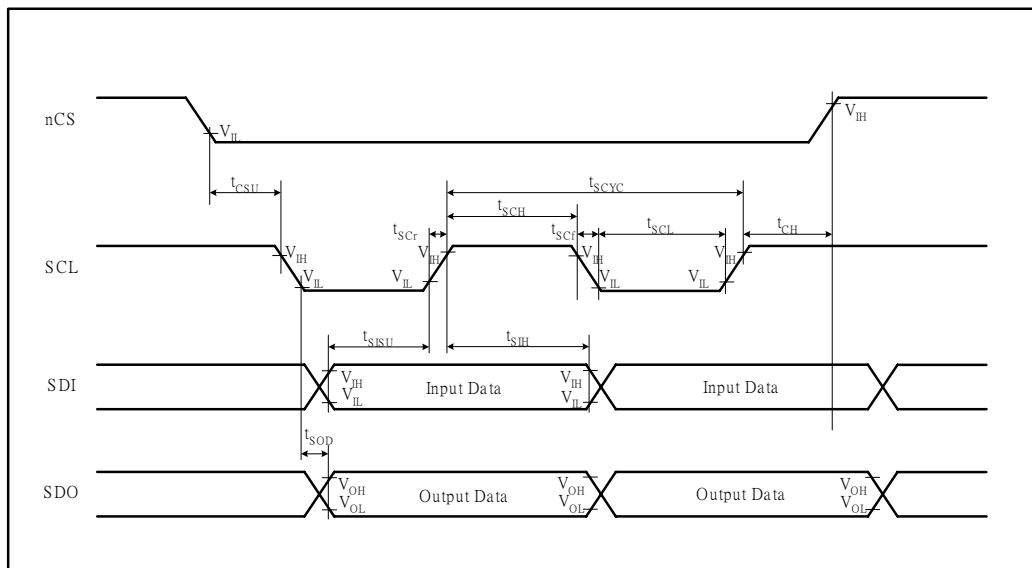 nCS
V_IL
V_IH
t_CSU
t_SCYC
t_SCH
t_SCr
t_SCf
t_SCL
t_CH
SCL
V_IH
V_IL
V_IL
V_IH
V_IH
V_IL
V_IL
V_IH
t_SISU
t_SIH
SDI
V_IH
V_IL
Input Data
V_IH
V_IL
Input Data
t_SOD
SDO
V_OH
V_OL
Output Data
V_OH
V_OL
Output Data
V_OH
V_OL